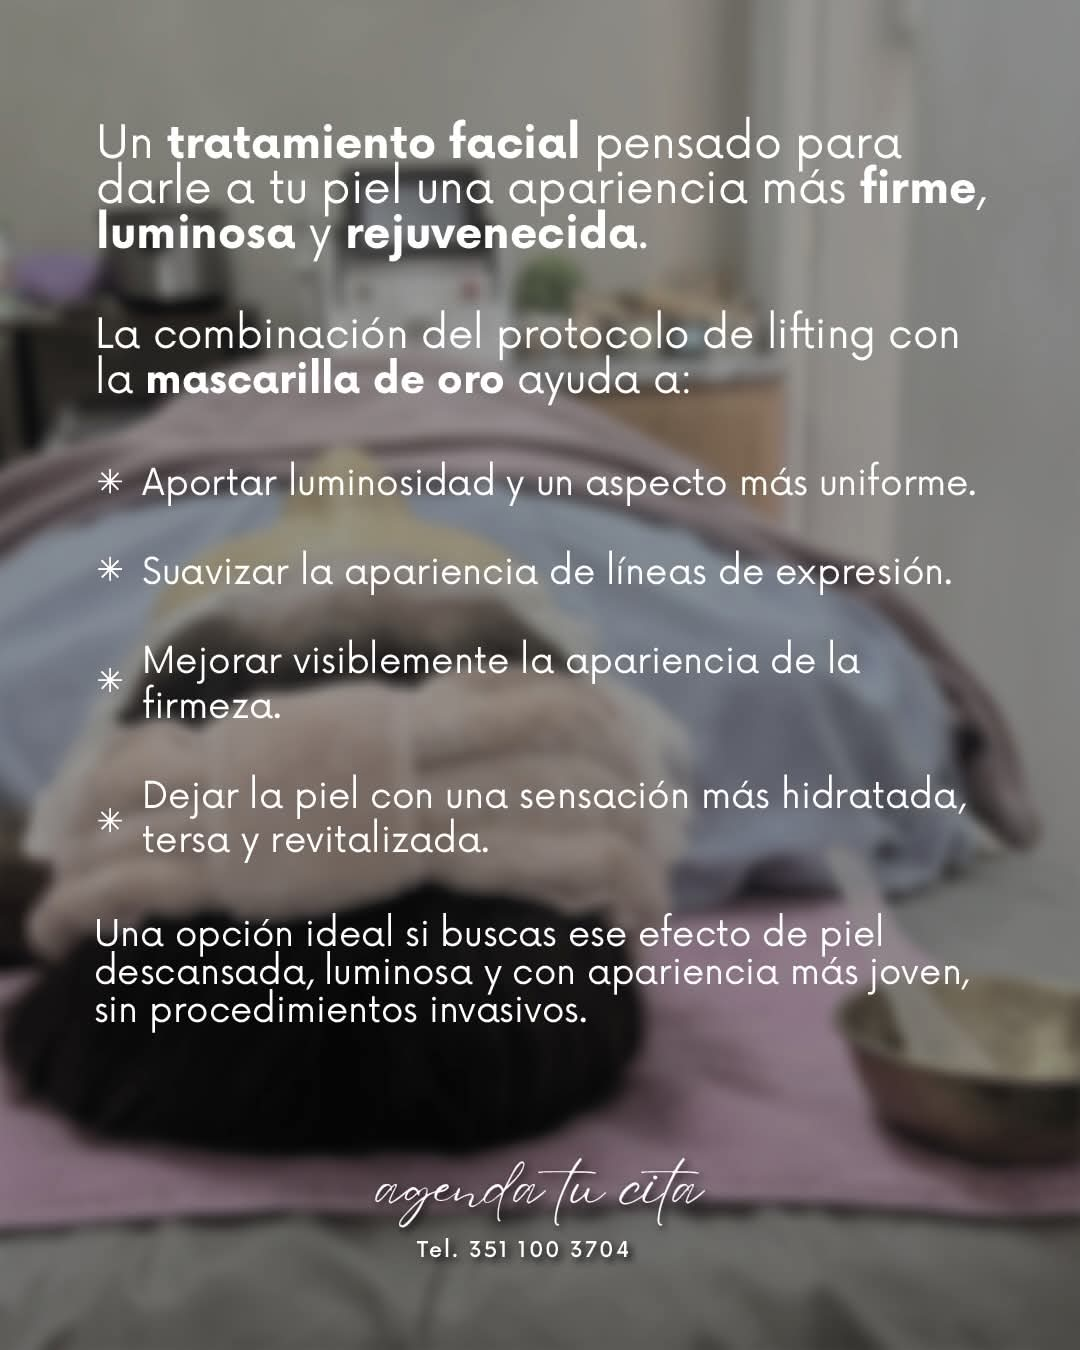 Un tratamiento facial pensado para
darle a tu piel una apariencia más firme,
luminosa y rejuvenecida.
La combinación del protocolo de lifting con
la mascarilla de oro ayuda a:
Aportar luminosidad y un aspecto más uniforme.
Suavizar la apariencia de líneas de expresión.
Mejorar visiblemente la apariencia de la
firmeza.
Dejar la piel con una sensación más hidratada,
tersa y revitalizada.
Una opción ideal si buscas ese efecto de piel
descansada, luminosa y con apariencia más joven,
sin procedimientos invasivos.
agenda tu cita
Tel. 351 100 3704